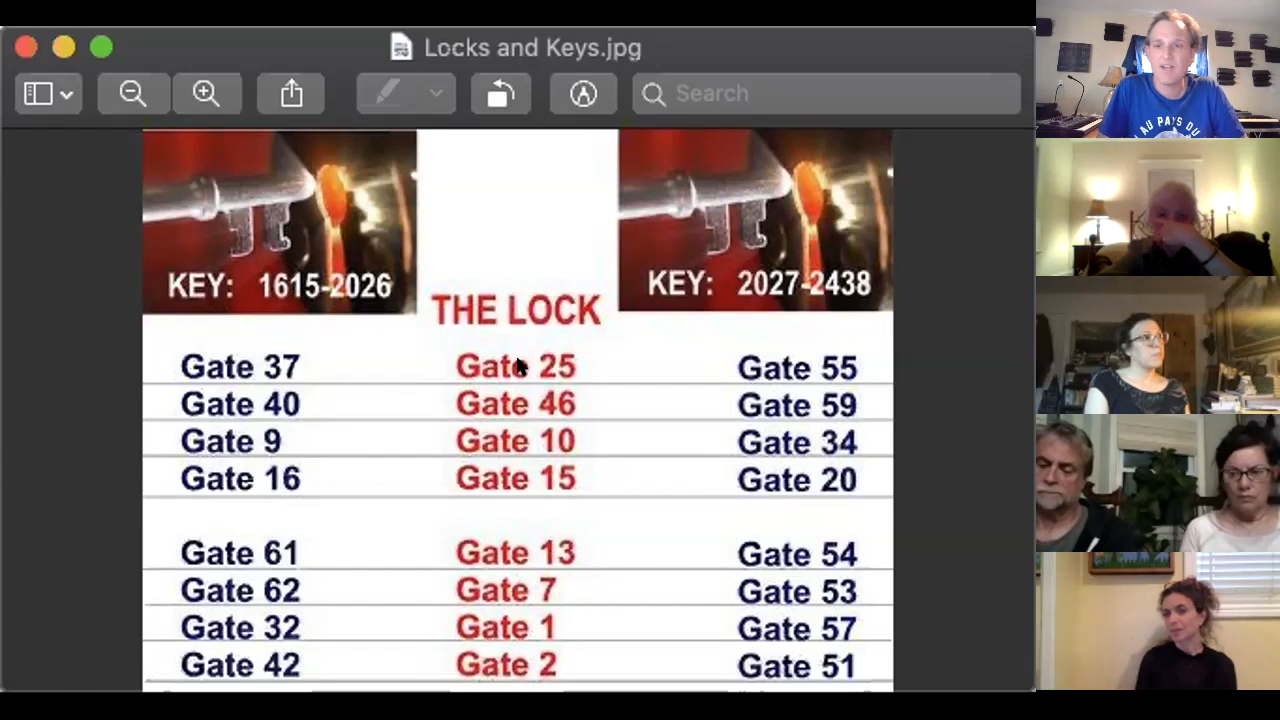 Locks and Keys.jpg
Search
KEY: 1615-2026
KEY: 2027-2438
THE LOCK
Gate 37 Gate 25 Gate 55
Gate 40 Gate 46 Gate 59
Gate 9 Gate 10 Gate 34
Gate 16 Gate 15 Gate 20
Gate 61 Gate 13 Gate 54
Gate 62 Gate 7 Gate 53
Gate 32 Gate 1 Gate 57
Gate 42 Gate 2 Gate 51
AU PAYS DU